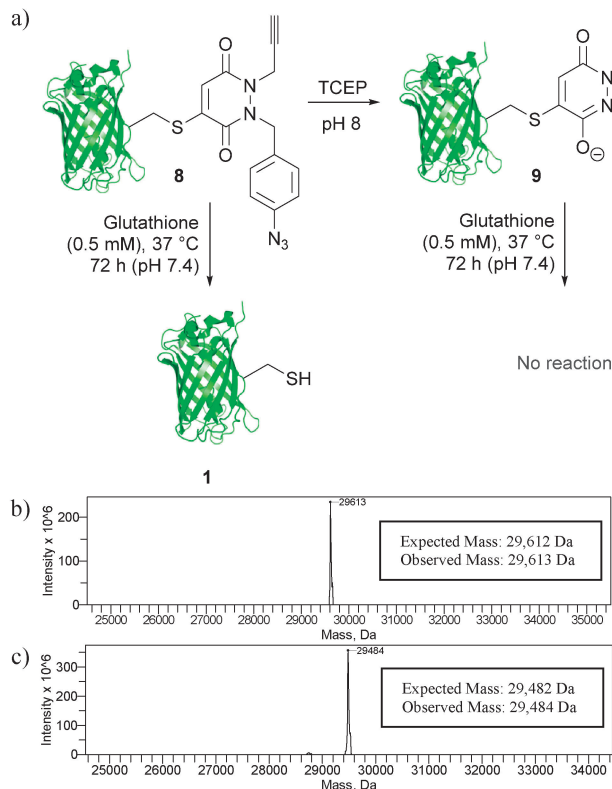 a)
O
N
N
S
O
8
N₃
TCEP
pH 8
O
N
N
S
O
⊖
9
Glutathione
(0.5 mM), 37 °C
72 h (pH 7.4)
Glutathione
(0.5 mM), 37 °C
72 h (pH 7.4)
SH
No reaction
1
b)
Intensity x 10^6
200
100
0
29613
Expected Mass: 29,612 Da
Observed Mass: 29,613 Da
25000 26000 27000 28000 29000 30000 31000 32000 33000 34000 35000
Mass, Da
c)
Intensity x 10^6
300
200
100
0
29484
Expected Mass: 29,482 Da
Observed Mass: 29,484 Da
25000 26000 27000 28000 29000 30000 31000 32000 33000 34000
Mass, Da